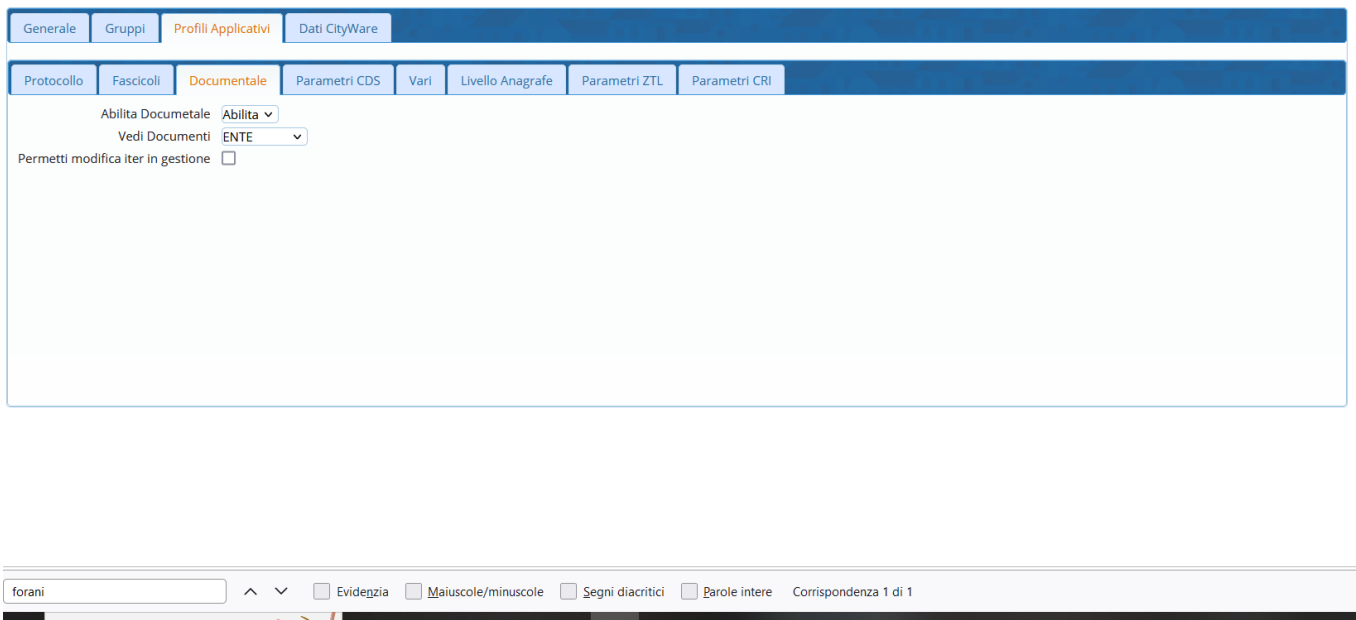 Generale Gruppi Profili Applicativi Dati CityWare
Protocollo Fascicoli Documentale Parametri CDS Vari Livello Anagrafe Parametri ZTL Parametri CRI
Abilita Documetale Abilita
Vedi Documenti ENTE
Permetti modifica iter in gestione
forani Evidenzia Maiuscole/minuscole Segni diacritici Parole intere Corrispondenza 1 di 1